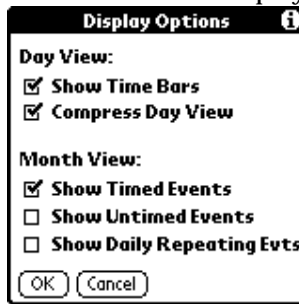 Display Options
Day View:
Show Time Bars
Compress Day View
Month View:
Show Timed Events
Show Untimed Events
Show Daily Repeating Evts
OK Cancel